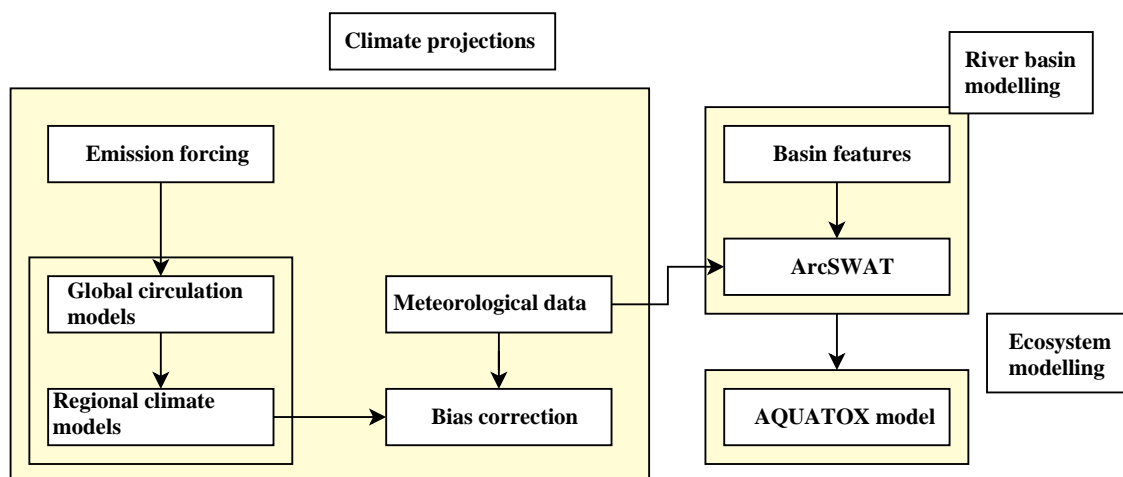 Climate projections
River basin
modelling
Emission forcing
Basin features
Global circulation
models
Meteorological data
ArcSWAT
Regional climate
models
Bias correction
Ecosystem
modelling
AQUATOX model